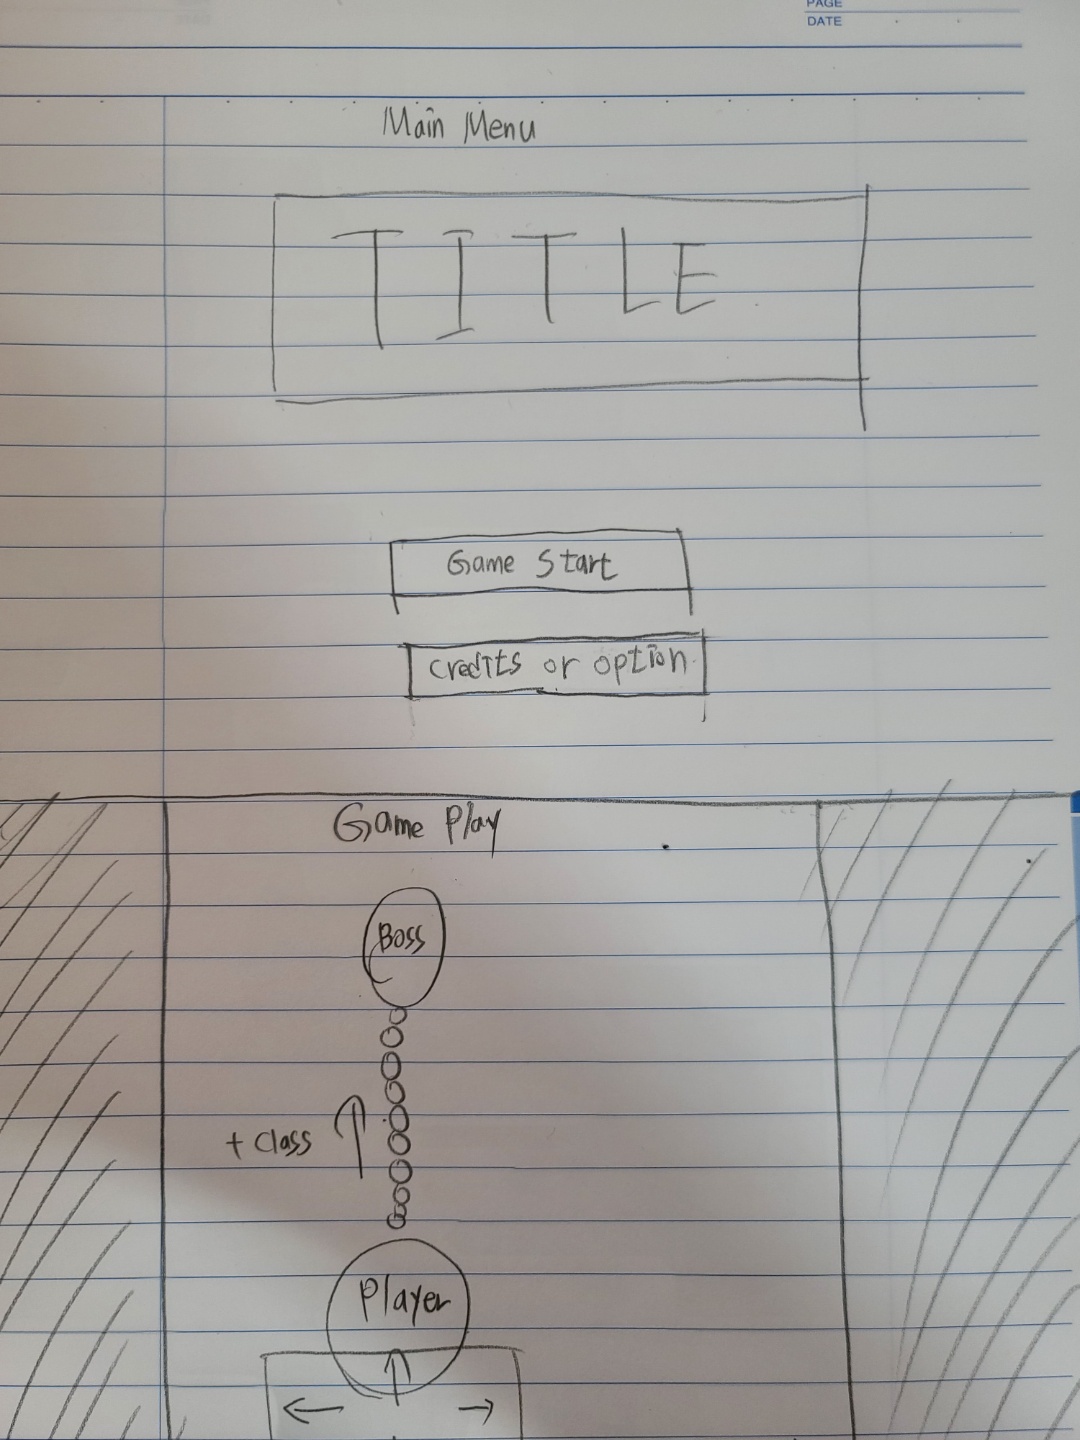 PAGE
DATE
Main Menu
TITLE
Game Start
credits or option
Game Play
Boss
+ Class
Player